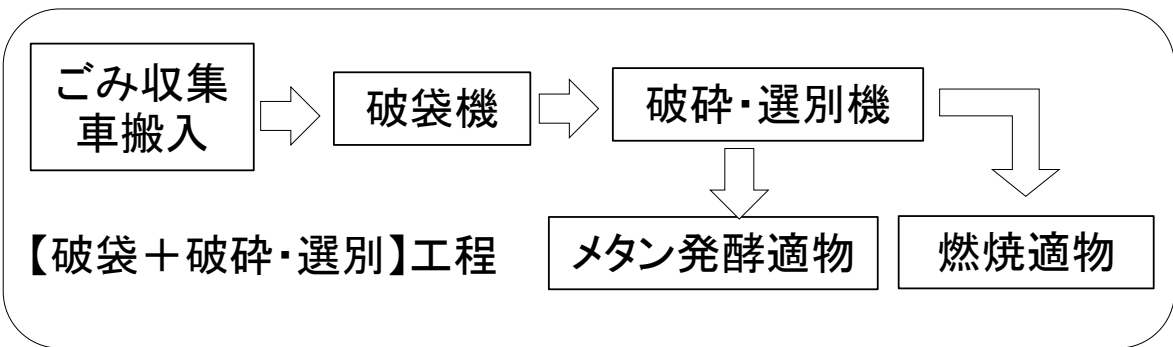 ごみ収集
車搬入
破袋機
破砕・選別機
【破袋＋破砕・選別】工程
メタン発酵適物
燃焼適物